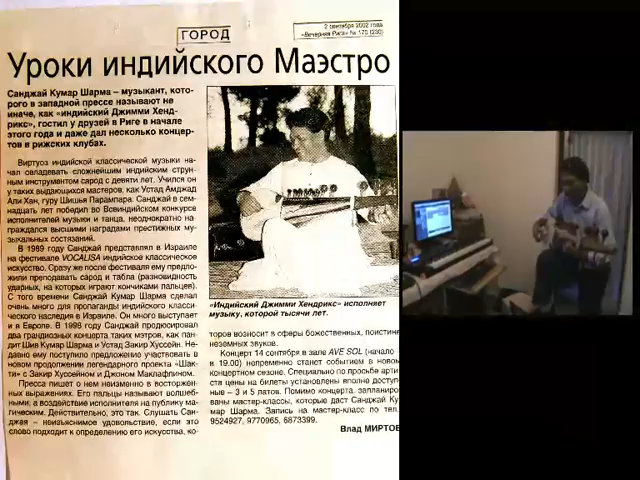 ГОРОД
2 сентября 2002 года
«Вечерняя Рига» № 175 (230)
Уроки индийского Маэстро
Санджай Кумар Шарма – музыкант, кото-
рого в западной прессе называют не
иначе, как «индийский Джимми Хенд-
рикс», гостил у друзей в Риге в начале
этого года и даже дал несколько концер-
тов в рижских клубах.
Виртуоз индийской классической музыки на-
чал овладевать сложнейшим индийским струн-
ным инструментом сарод с девяти лет. Учился он
у таких выдающихся мастеров, как Устад Амджад
Али Хан, гуру Шишья Парампара. Санджай в сем-
надцать лет победил во Всеиндийском конкурсе
исполнителей музыки и танца, неоднократно на-
граждался высшими наградами престижных му-
зыкальных состязаний.
В 1989 году Санджай представлял в Израиле
на фестивале VOCALISA индийское классическое
искусство. Сразу же после фестиваля ему предло-
жили преподавать сарод и табла (разновидность
ударных, на которых играют кончиками пальцев).
С того времени Санджай Кумар Шарма сделал
очень много для пропаганды индийского класси-
ческого наследия в Израиле. Он много выступает
и в Европе. В 1998 году Санджай продюсировал
два грандиозных концерта таких мэтров, как пан-
дит Шив Кумар Шарма и Устад Закир Хуссейн. Не-
давно ему поступило предложение участвовать в
новом продолжении легендарного проекта «Шак-
ти» с Закир Хуссейном и Джоном Маклафлином.
Пресса пишет о нем неизменно в восторжен-
ных выражениях. Его пальцы называют волшеб-
ными, а воздействие исполнителя на публику ма-
гическим. Действительно, это так. Слушать Сан-
джая – неизъяснимое удовольствие, если это
слово подходит к определению его искусства, ко-
«Индийский Джимми Хендрикс» исполняет
музыку, которой тысячи лет.
торов возносит в сферы божественных, поистине
неземных звуков.
Концерт 14 сентября в зале AVE SOL (начало –
в 19.00) непременно станет событием в новом
концертном сезоне. Специально по просьбе арти-
ста цены на билеты установлены вполне доступ-
ные – 3 и 5 латов. Помимо концерта, запланиро-
ваны мастер-классы, которые даст Санджай Ку-
мар Шарма. Запись на мастер-класс по тел.
9524927, 9770965, 6873399.
Влад МИРТОВ